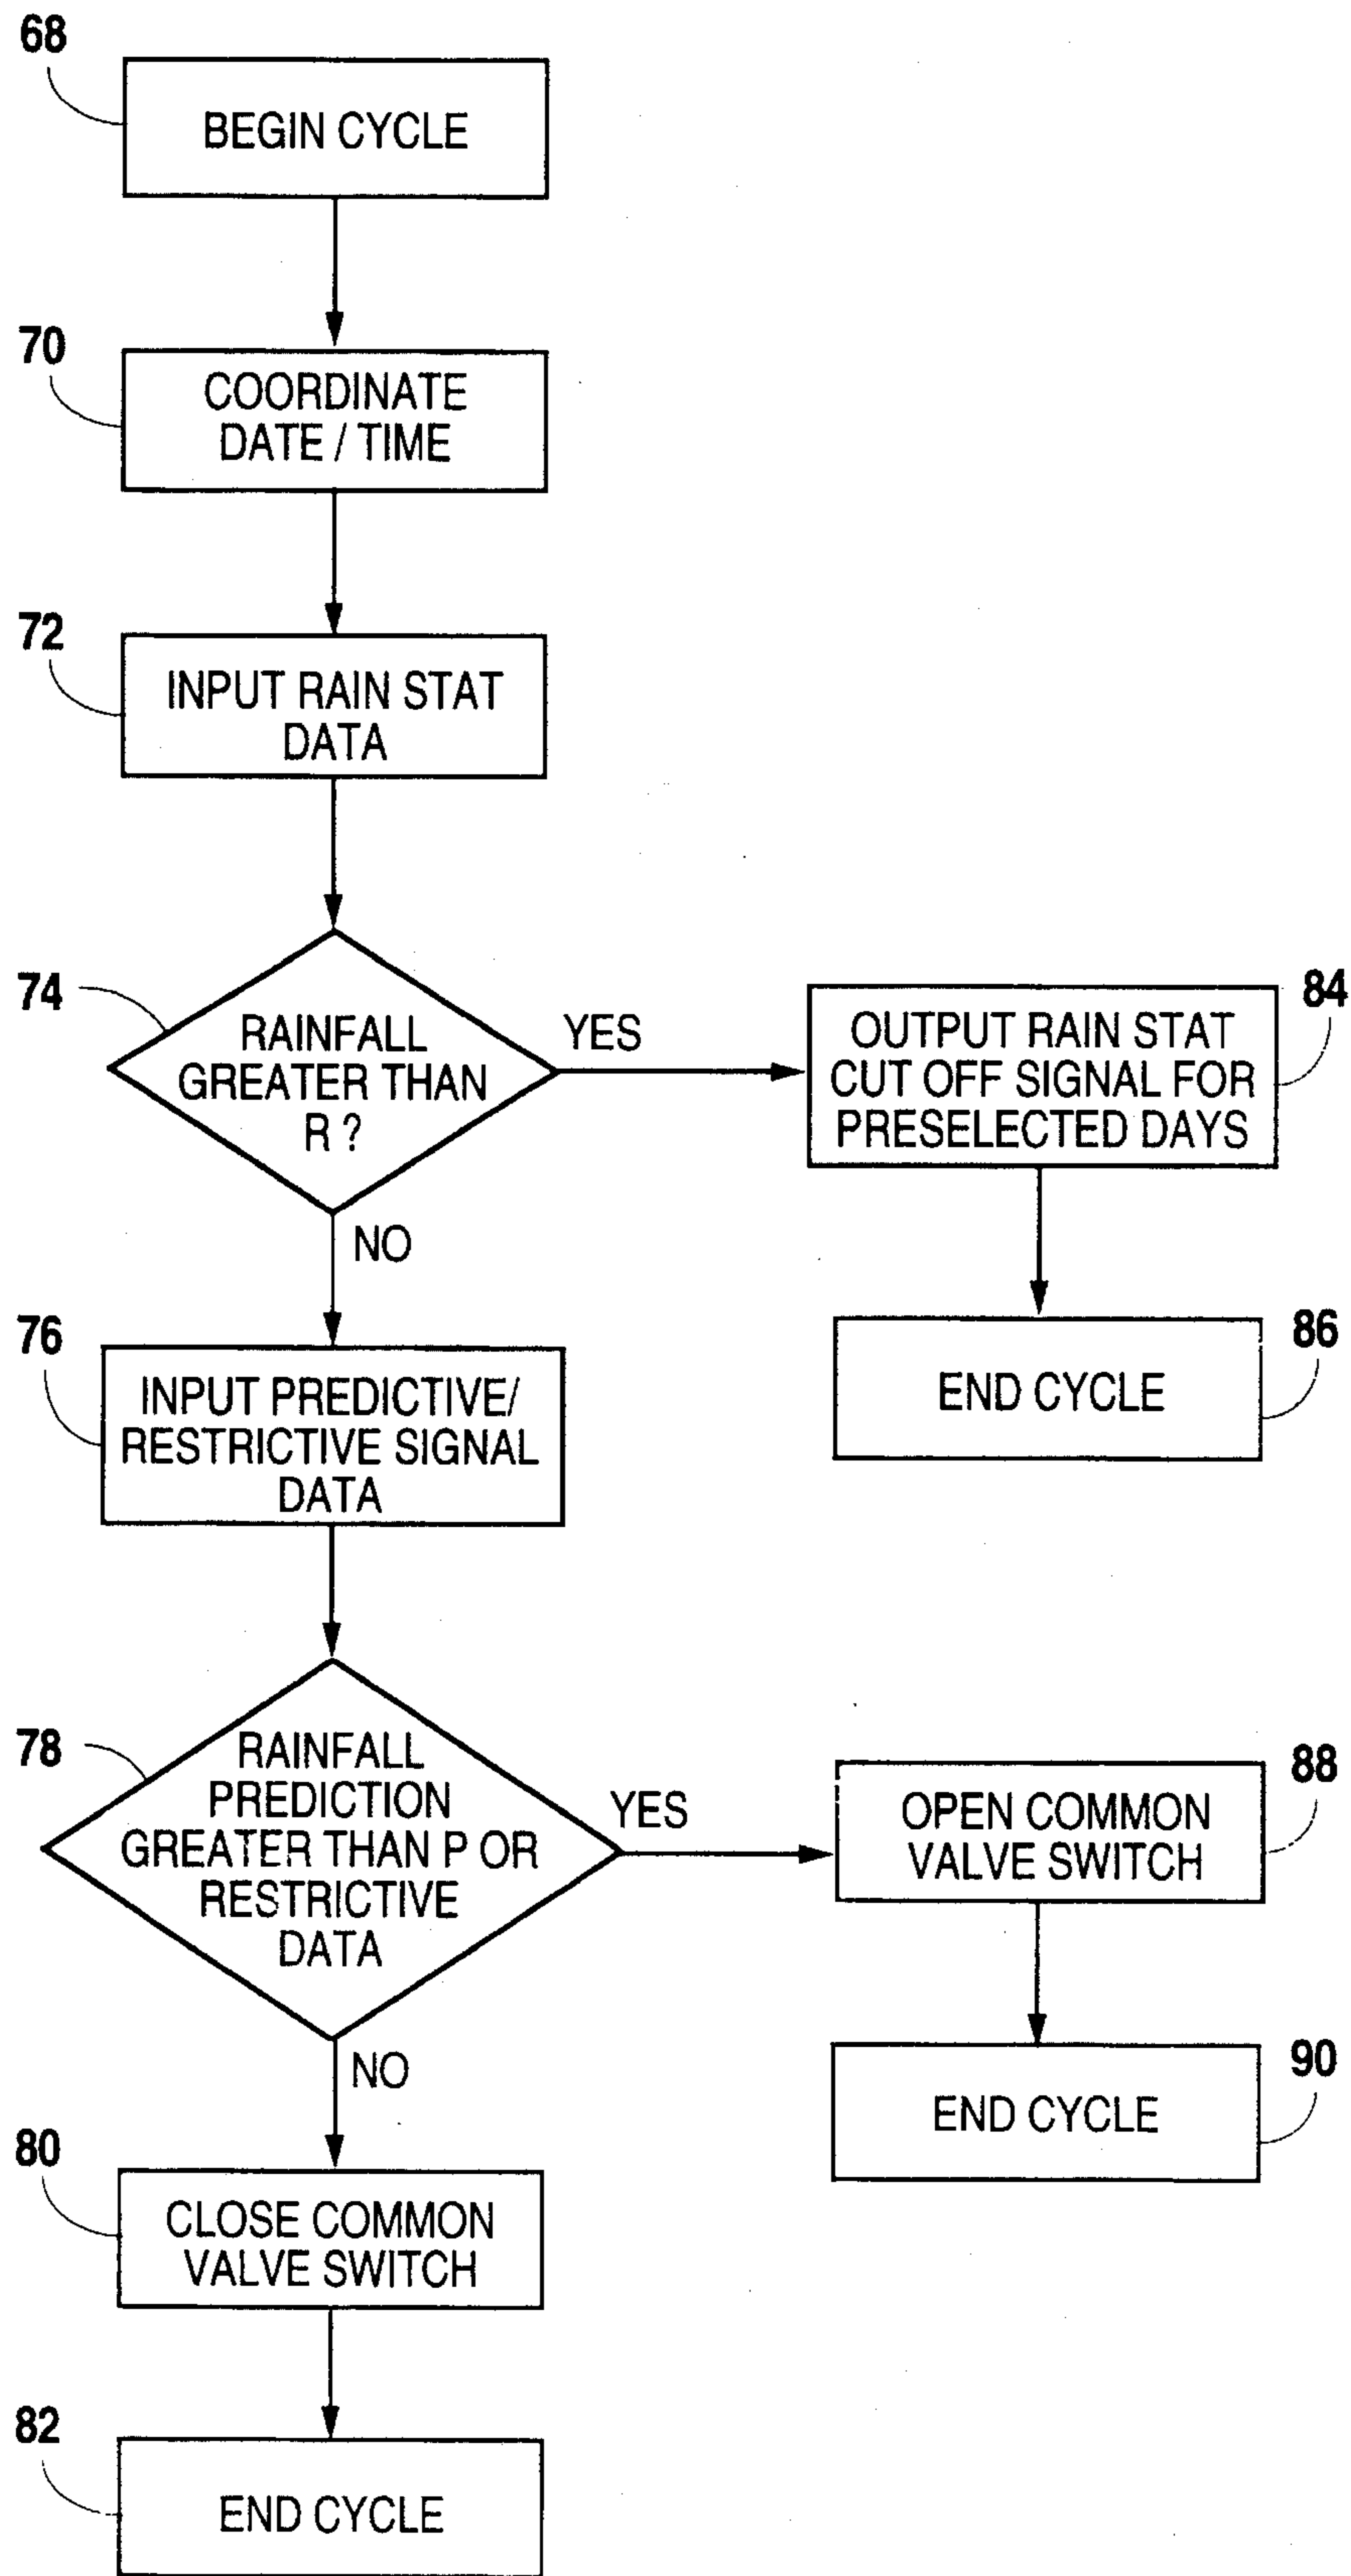 68
BEGIN CYCLE
70
COORDINATE
DATE / TIME
72
INPUT RAIN STAT
DATA
74
RAINFALL
GREATER THAN
R ?
YES
84
OUTPUT RAIN STAT
CUT OFF SIGNAL FOR
PRESELECTED DAYS
NO
86
END CYCLE
76
INPUT PREDICTIVE/
RESTRICTIVE SIGNAL
DATA
78
RAINFALL
PREDICTION
GREATER THAN P OR
RESTRICTIVE
DATA
YES
88
OPEN COMMON
VALVE SWITCH
NO
90
END CYCLE
80
CLOSE COMMON
VALVE SWITCH
82
END CYCLE